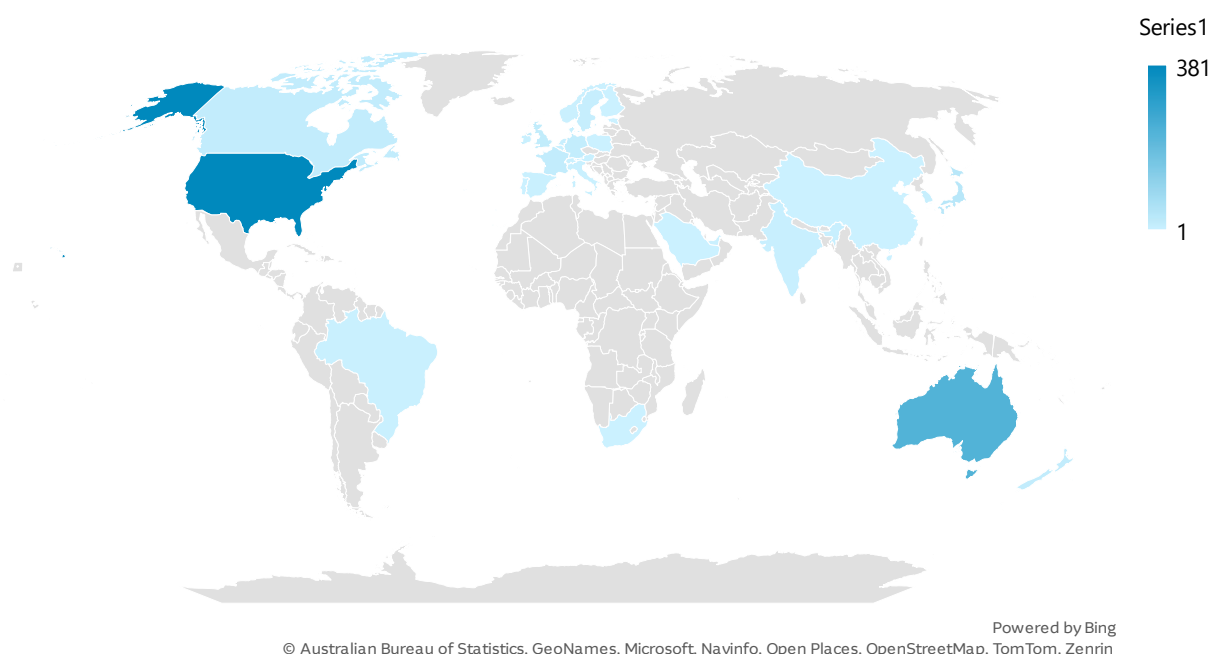 Series1
381
1
Powered by Bing
© Australian Bureau of Statistics, GeoNames, Microsoft, Navinfo, Open Places, OpenStreetMap, TomTom, Zenrin